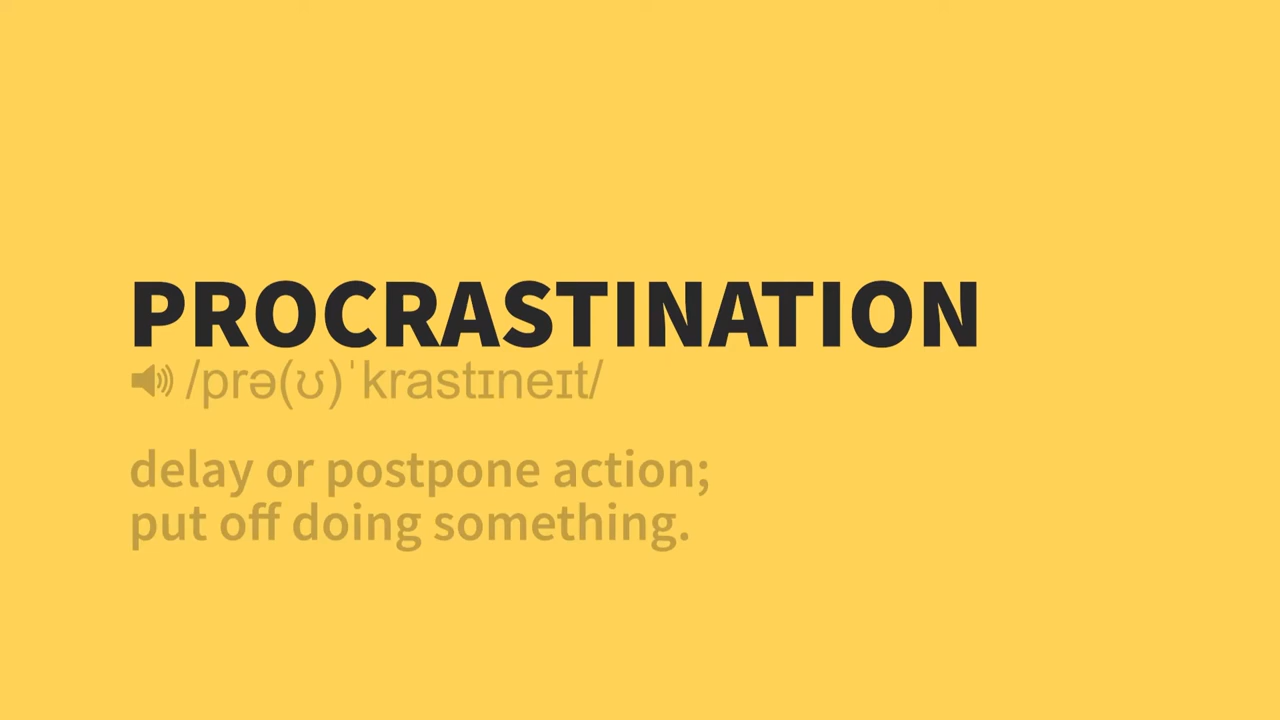 PROCRASTINATION
/prə(ʊ)ˈkrastɪneɪt/
delay or postpone action;
put off doing something.